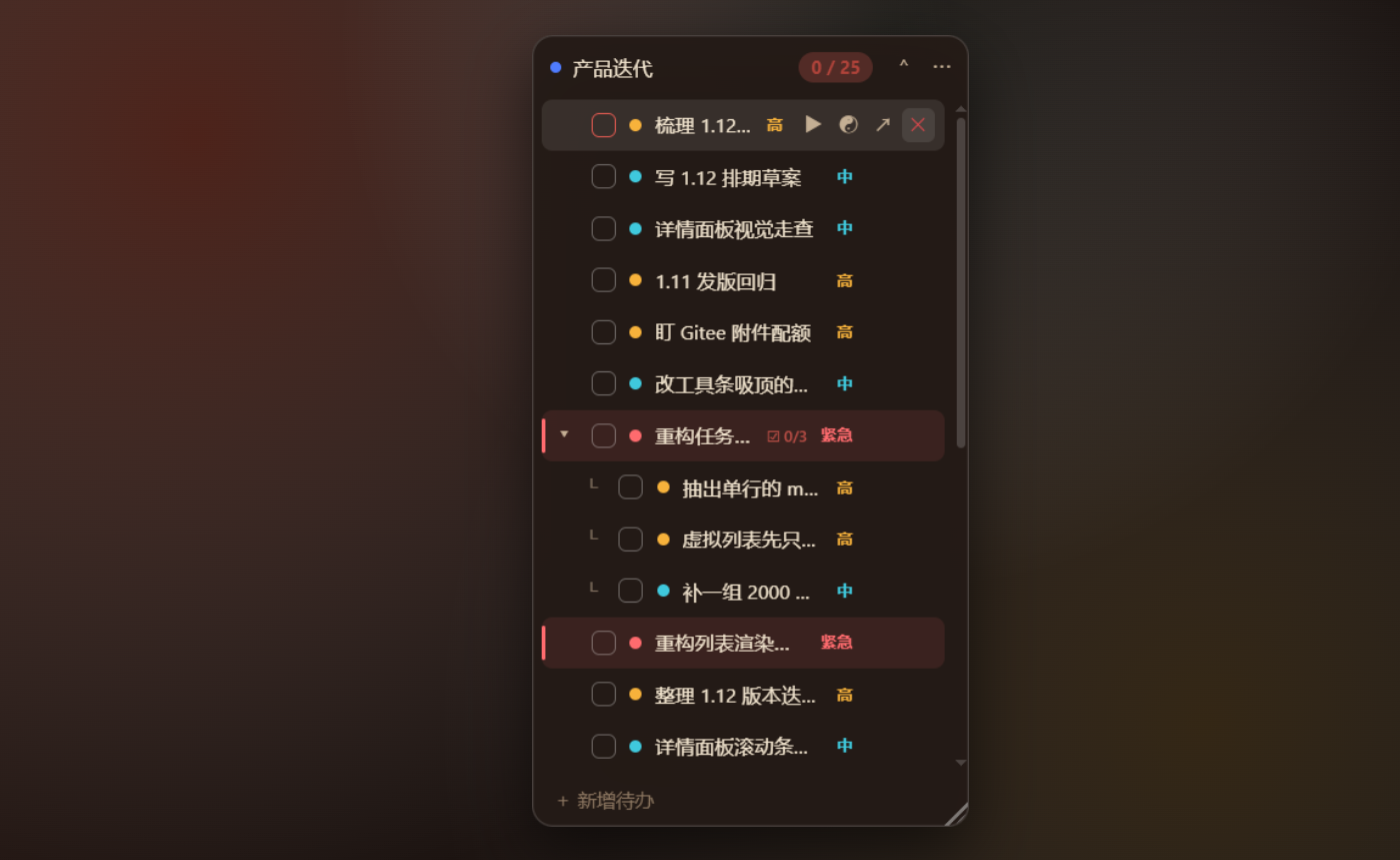 产品迭代 0 / 25 ^ ···
梳理 1.12... 高
写 1.12 排期草案 中
详情面板视觉走查 中
1.11 发版回归 高
盯 Gitee 附件配额 高
改工具条吸顶的... 中
重构任务... ☑ 0/3 紧急
抽出单行的 m... 高
虚拟列表先只... 高
补一组 2000 ... 中
重构列表渲染... 紧急
整理 1.12 版本迭... 高
详情面板滚动条... 中
+ 新增待办